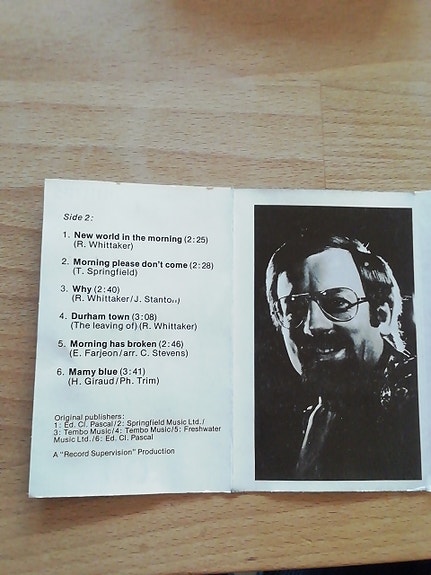 Side 2:
1. New world in the morning (2:25)
(R. Whittaker)
2. Morning please don't come (2:28)
(T. Springfield)
3. Why (2:40)
(R. Whittaker/J. Stanton)
4. Durham town (3:08)
(The leaving of) (R. Whittaker)
5. Morning has broken (2:46)
(E. Farjeon/arr. C. Stevens)
6. Mamy blue (3:41)
(H. Giraud/Ph. Trim)
Original publishers:
1: Ed. Cl. Pascal/2: Springfield Music Ltd./
3: Tembo Music/4: Tembo Music/5: Freshwater
Music Ltd./6: Ed. Cl. Pascal
A "Record Supervision" Production